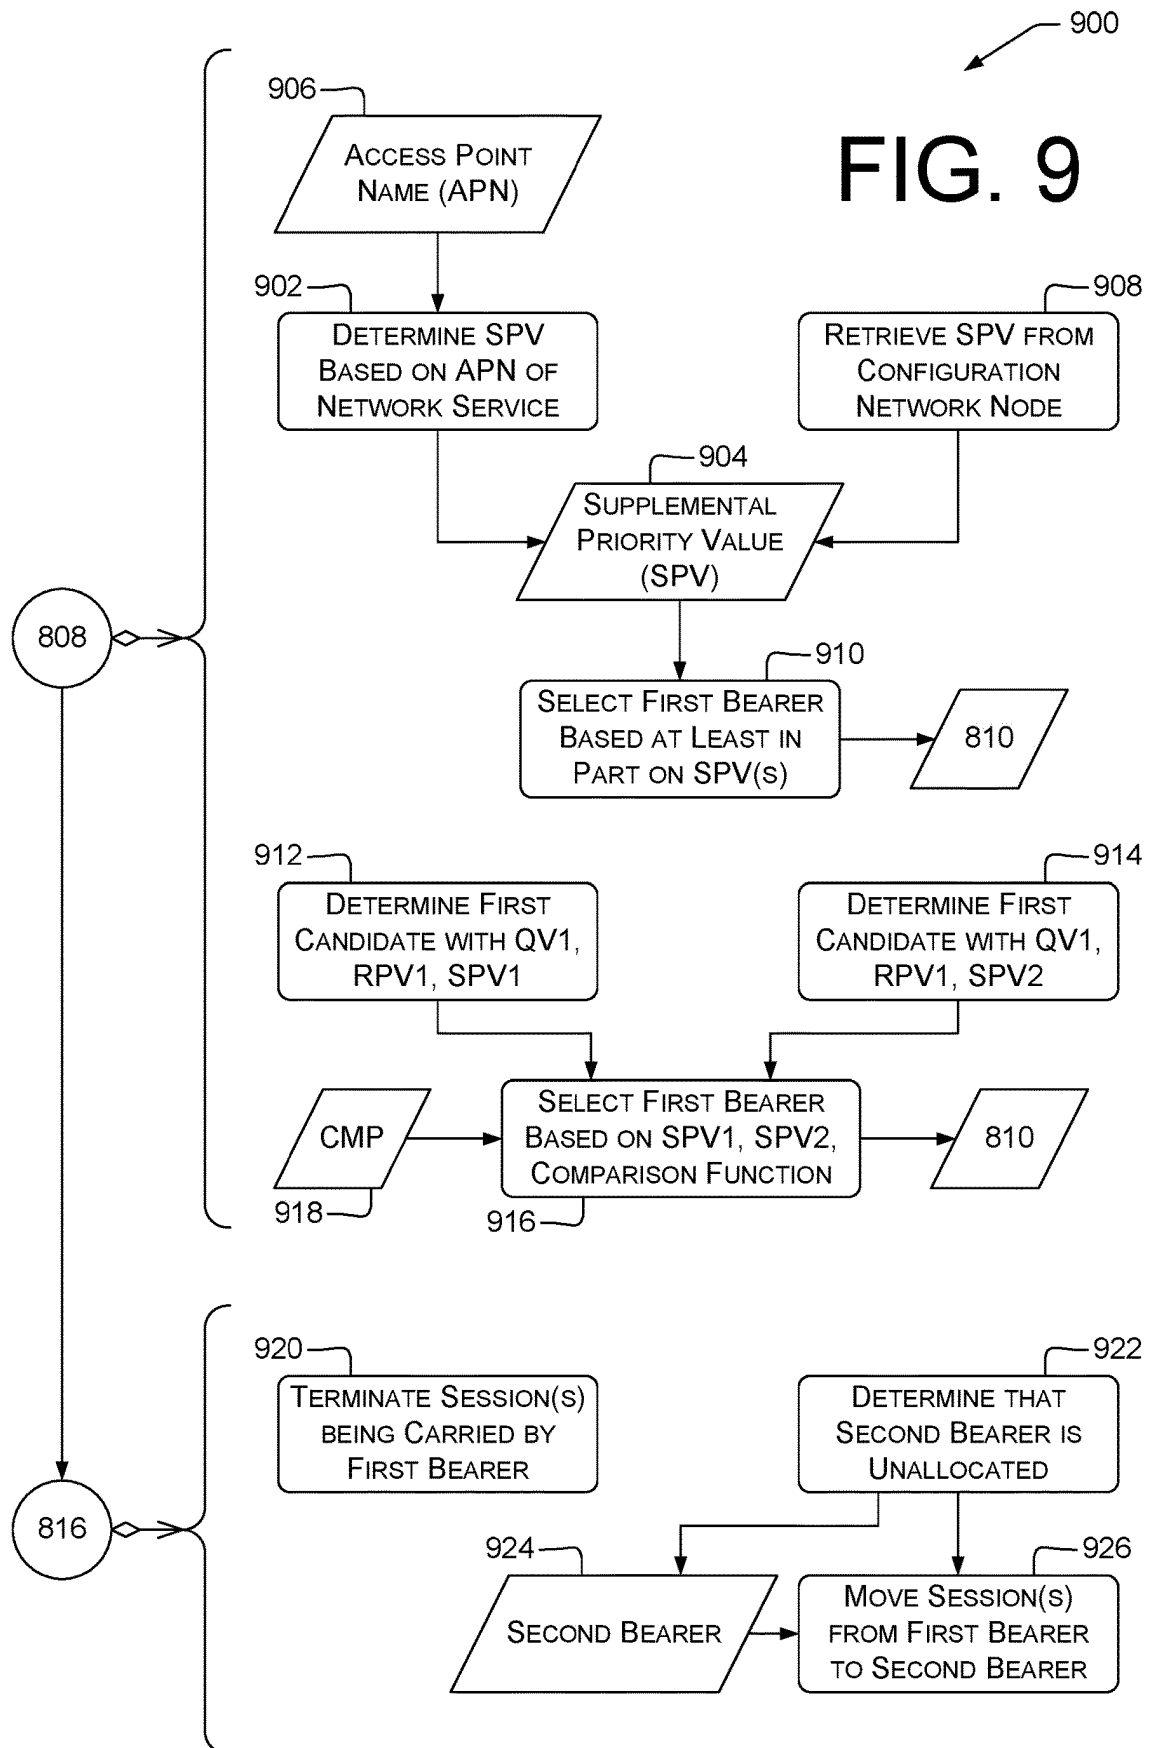 900
FIG. 9
906
ACCESS POINT
NAME (APN)
902
DETERMINE SPV
BASED ON APN OF
NETWORK SERVICE
908
RETRIEVE SPV FROM
CONFIGURATION
NETWORK NODE
904
SUPPLEMENTAL
PRIORITY VALUE
(SPV)
808
910
SELECT FIRST BEARER
BASED AT LEAST IN
PART ON SPV(S)
810
912
DETERMINE FIRST
CANDIDATE WITH QV1,
RPV1, SPV1
914
DETERMINE FIRST
CANDIDATE WITH QV1,
RPV1, SPV2
CMP
918
SELECT FIRST BEARER
BASED ON SPV1, SPV2,
COMPARISON FUNCTION
916
810
920
TERMINATE SESSION(S)
BEING CARRIED BY
FIRST BEARER
922
DETERMINE THAT
SECOND BEARER IS
UNALLOCATED
816
924
SECOND BEARER
926
MOVE SESSION(S)
FROM FIRST BEARER
TO SECOND BEARER